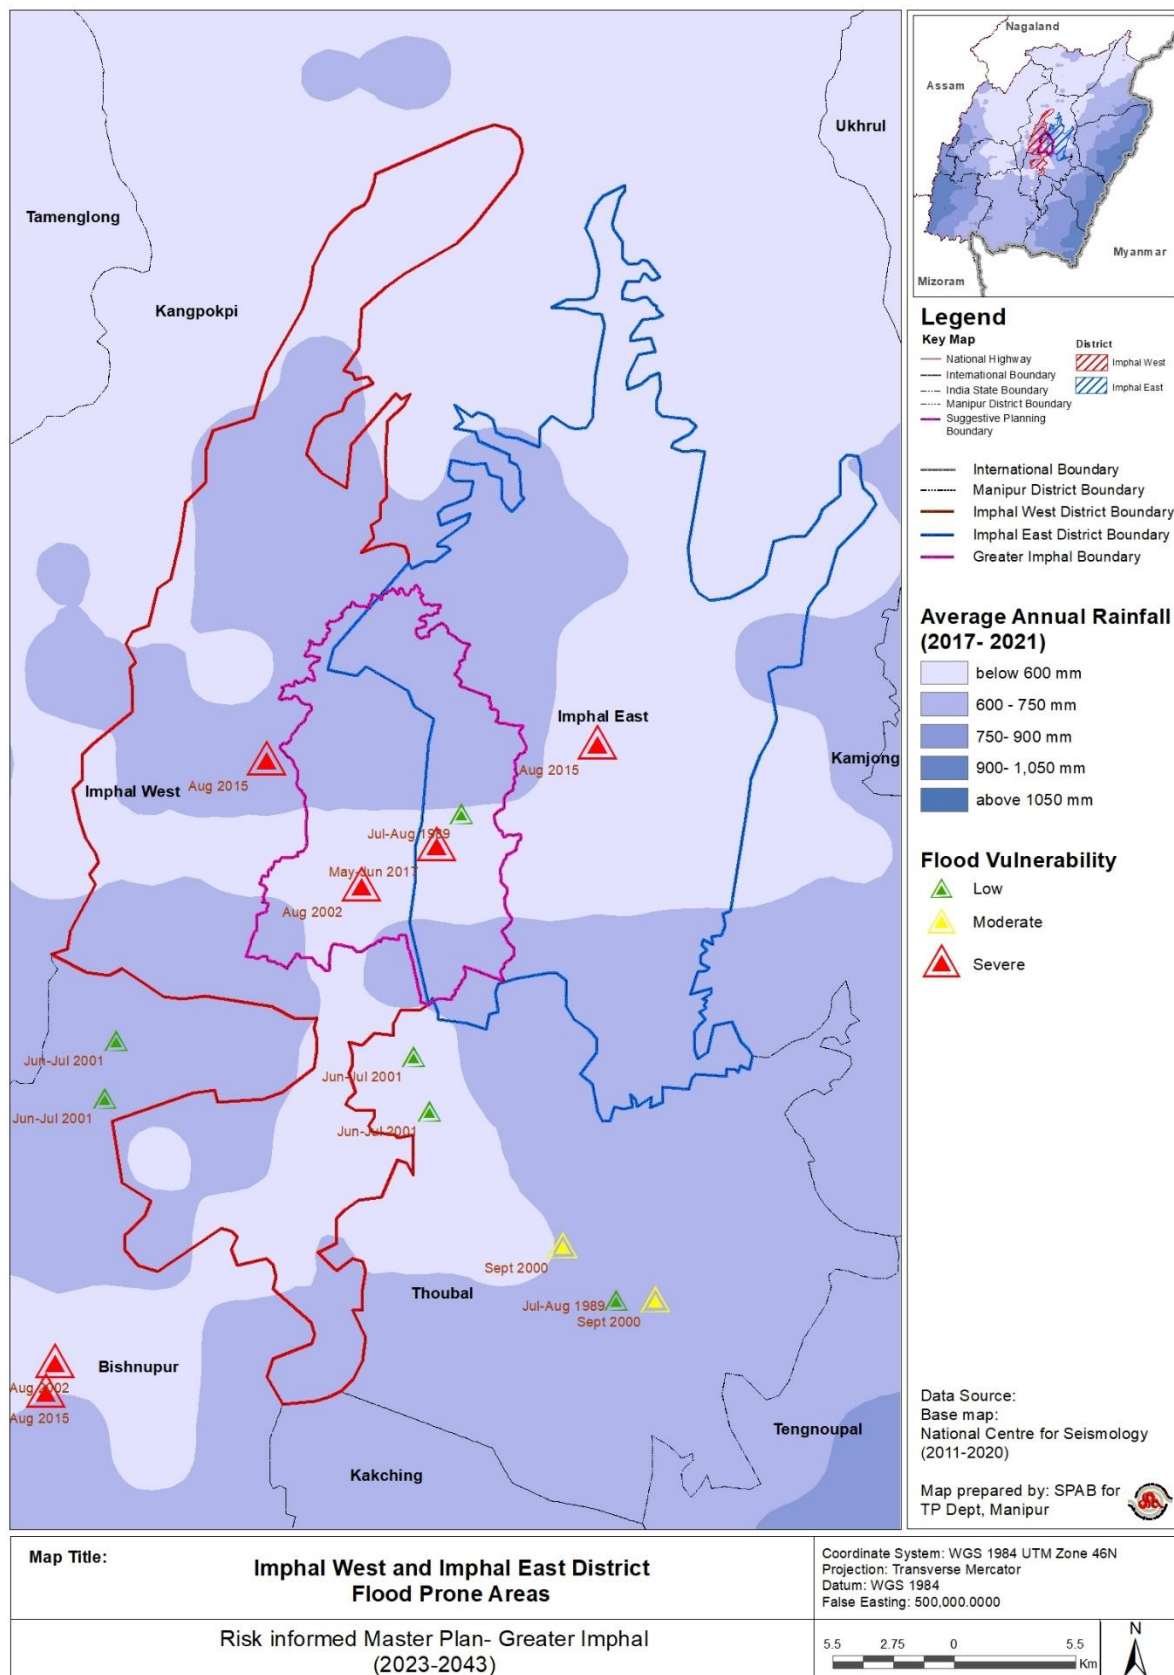 Nagaland
Assam
Myanmar
Mizoram
Ukhrul
Tamenglong
Kangpokpi
Imphal East
Aug 2015
Kamjong
Aug 2015
Imphal West
Jul-Aug 1989
May-Jun 2017
Aug 2002
Jun-Jul 2001
Jun-Jul 2001
Jun-Jul 2001
Jun-Jul 2001
Sept 2000
Thoubal
Jul-Aug 1989
Sept 2000
Bishnupur
Aug 2002
Aug 2015
Tengnoupal
Kakching
Legend
Key Map
National Highway
International Boundary
India State Boundary
Manipur District Boundary
Suggestive Planning
Boundary
District
Imphal West
Imphal East
International Boundary
Manipur District Boundary
Imphal West District Boundary
Imphal East District Boundary
Greater Imphal Boundary
Average Annual Rainfall
(2017- 2021)
below 600 mm
600 - 750 mm
750- 900 mm
900- 1,050 mm
above 1050 mm
Flood Vulnerability
Low
Moderate
Severe
Data Source:
Base map:
National Centre for Seismology
(2011-2020)
Map prepared by: SPAB for
TP Dept, Manipur
Map Title:
Imphal West and Imphal East District
Flood Prone Areas
Risk informed Master Plan- Greater Imphal
(2023-2043)
Coordinate System: WGS 1984 UTM Zone 46N
Projection: Transverse Mercator
Datum: WGS 1984
False Easting: 500,000.0000
5.5 2.75 0 5.5
Km
N